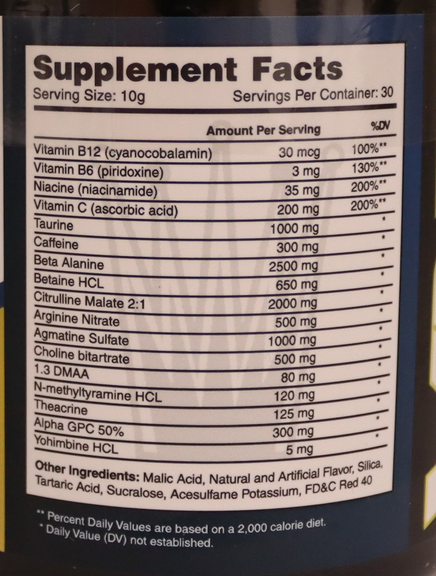 Supplement Facts
Serving Size: 10g Servings Per Container: 30
Amount Per Serving %DV
Vitamin B12 (cyanocobalamin) 30 mcg 100%**
Vitamin B6 (piridoxine) 3 mg 130%**
Niacine (niacinamide) 35 mg 200%**
Vitamin C (ascorbic acid) 200 mg 200%**
Taurine 1000 mg *
Caffeine 300 mg *
Beta Alanine 2500 mg *
Betaine HCL 650 mg *
Citrulline Malate 2:1 2000 mg *
Arginine Nitrate 500 mg *
Agmatine Sulfate 1000 mg *
Choline bitartrate 500 mg *
1.3 DMAA 80 mg *
N-methyltyramine HCL 120 mg *
Theacrine 125 mg *
Alpha GPC 50% 300 mg *
Yohimbine HCL 5 mg *
Other Ingredients: Malic Acid, Natural and Artificial Flavor, Silica,
Tartaric Acid, Sucralose, Acesulfame Potassium, FD&C Red 40
** Percent Daily Values are based on a 2,000 calorie diet.
* Daily Value (DV) not established.